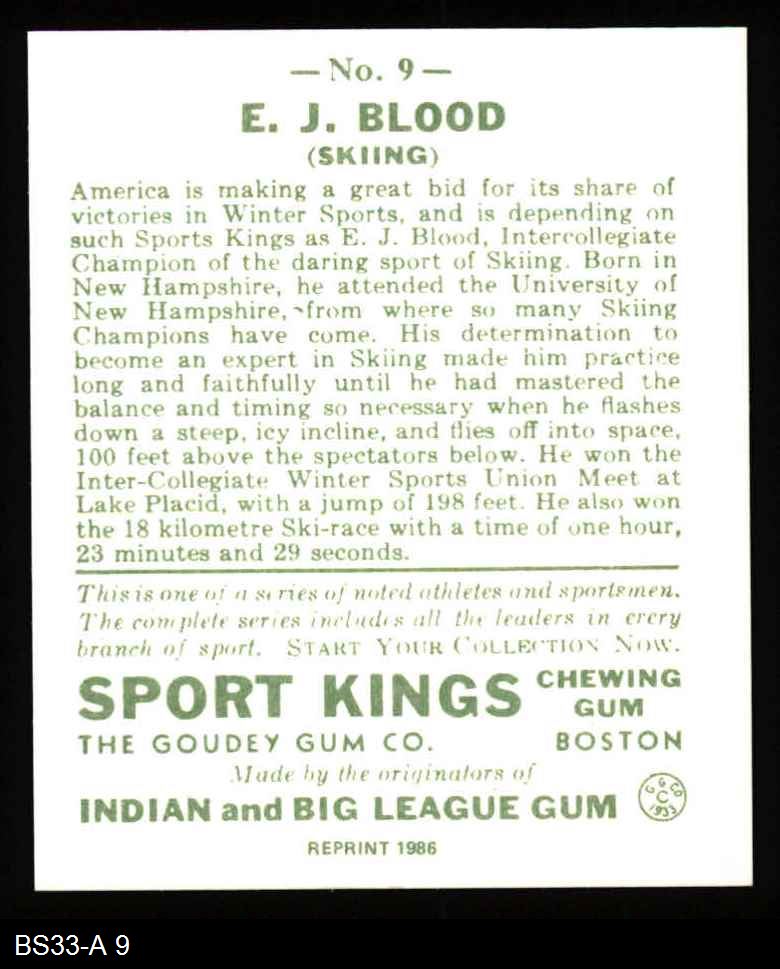 — No. 9 —
E. J. BLOOD
(SKIING)
America is making a great bid for its share of
victories in Winter Sports, and is depending on
such Sports Kings as E. J. Blood, Intercollegiate
Champion of the daring sport of Skiing. Born in
New Hampshire, he attended the University of
New Hampshire, from where so many Skiing
Champions have come. His determination to
become an expert in Skiing made him practice
long and faithfully until he had mastered the
balance and timing so necessary when he flashes
down a steep, icy incline, and flies off into space,
100 feet above the spectators below. He won the
Inter-Collegiate Winter Sports Union Meet at
Lake Placid, with a jump of 198 feet. He also won
the 18 kilometre Ski-race with a time of one hour,
23 minutes and 29 seconds.
This is one of a series of noted athletes and sportsmen.
The complete series includes all the leaders in every
branch of sport. START YOUR COLLECTION NOW.
SPORT KINGS CHEWING GUM
THE GOUDEY GUM CO. BOSTON
Made by the originators of
INDIAN and BIG LEAGUE GUM
G. G. CO
C
1933
REPRINT 1986
BS33-A 9